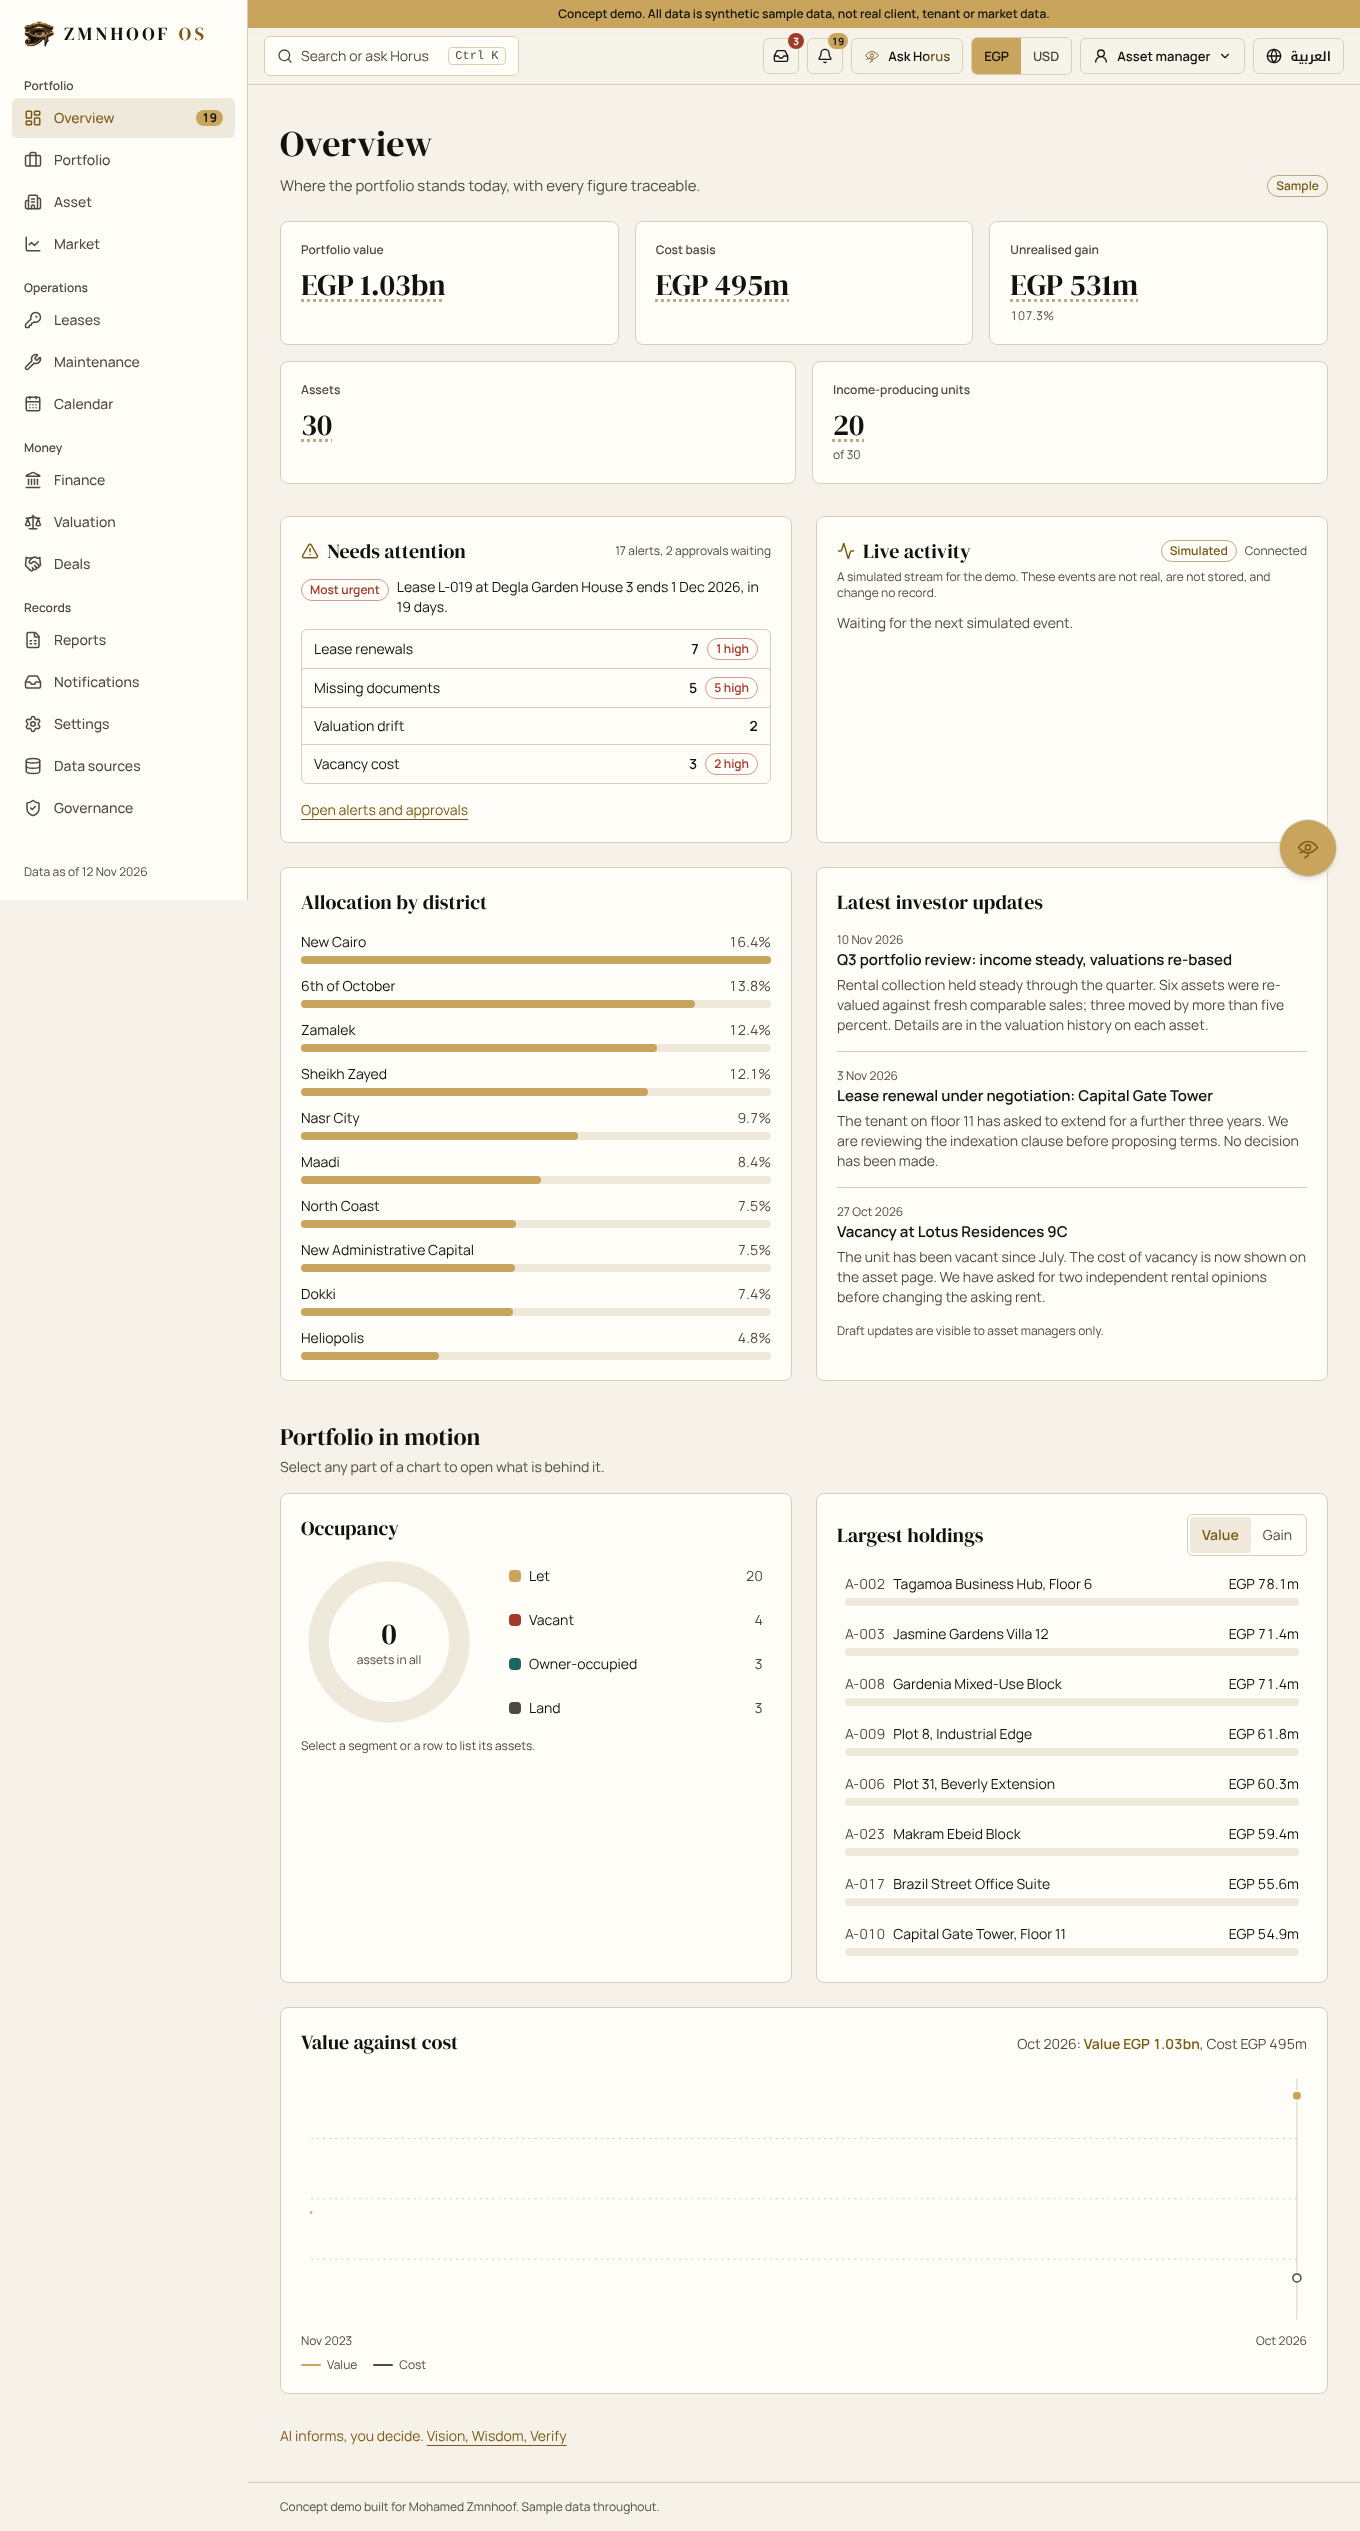 ZMNHOOF OS
Portfolio
Overview 19
Portfolio
Asset
Market
Operations
Leases
Maintenance
Calendar
Money
Finance
Valuation
Deals
Records
Reports
Notifications
Settings
Data sources
Governance
Data as of 12 Nov 2026
Concept demo. All data is synthetic sample data, not real client, tenant or market data.
Search or ask Horus Ctrl K
3
19
Ask Horus
EGP USD
Asset manager
العربية
Overview
Where the portfolio stands today, with every figure traceable.
Sample
Portfolio value
EGP 1.03bn
Cost basis
EGP 495m
Unrealised gain
EGP 531m
107.3%
Assets
30
Income-producing units
20
of 30
Needs attention
17 alerts, 2 approvals waiting
Most urgent
Lease L-019 at Degla Garden House 3 ends 1 Dec 2026, in
19 days.
Lease renewals 7 1 high
Missing documents 5 5 high
Valuation drift 2
Vacancy cost 3 2 high
Open alerts and approvals
Live activity
Simulated Connected
A simulated stream for the demo. These events are not real, are not stored, and
change no record.
Waiting for the next simulated event.
Allocation by district
New Cairo 16.4%
6th of October 13.8%
Zamalek 12.4%
Sheikh Zayed 12.1%
Nasr City 9.7%
Maadi 8.4%
North Coast 7.5%
New Administrative Capital 7.5%
Dokki 7.4%
Heliopolis 4.8%
Latest investor updates
10 Nov 2026
Q3 portfolio review: income steady, valuations re-based
Rental collection held steady through the quarter. Six assets were re-
valued against fresh comparable sales; three moved by more than five
percent. Details are in the valuation history on each asset.
3 Nov 2026
Lease renewal under negotiation: Capital Gate Tower
The tenant on floor 11 has asked to extend for a further three years. We
are reviewing the indexation clause before proposing terms. No decision
has been made.
27 Oct 2026
Vacancy at Lotus Residences 9C
The unit has been vacant since July. The cost of vacancy is now shown on
the asset page. We have asked for two independent rental opinions
before changing the asking rent.
Draft updates are visible to asset managers only.
Portfolio in motion
Select any part of a chart to open what is behind it.
Occupancy
0
assets in all
Let 20
Vacant 4
Owner-occupied 3
Land 3
Select a segment or a row to list its assets.
Largest holdings
Value Gain
A-002 Tagamoa Business Hub, Floor 6 EGP 78.1m
A-003 Jasmine Gardens Villa 12 EGP 71.4m
A-008 Gardenia Mixed-Use Block EGP 71.4m
A-009 Plot 8, Industrial Edge EGP 61.8m
A-006 Plot 31, Beverly Extension EGP 60.3m
A-023 Makram Ebeid Block EGP 59.4m
A-017 Brazil Street Office Suite EGP 55.6m
A-010 Capital Gate Tower, Floor 11 EGP 54.9m
Value against cost
Oct 2026: Value EGP 1.03bn, Cost EGP 495m
Nov 2023 Oct 2026
Value Cost
AI informs, you decide. Vision, Wisdom, Verify
Concept demo built for Mohamed Zmnhoof. Sample data throughout.